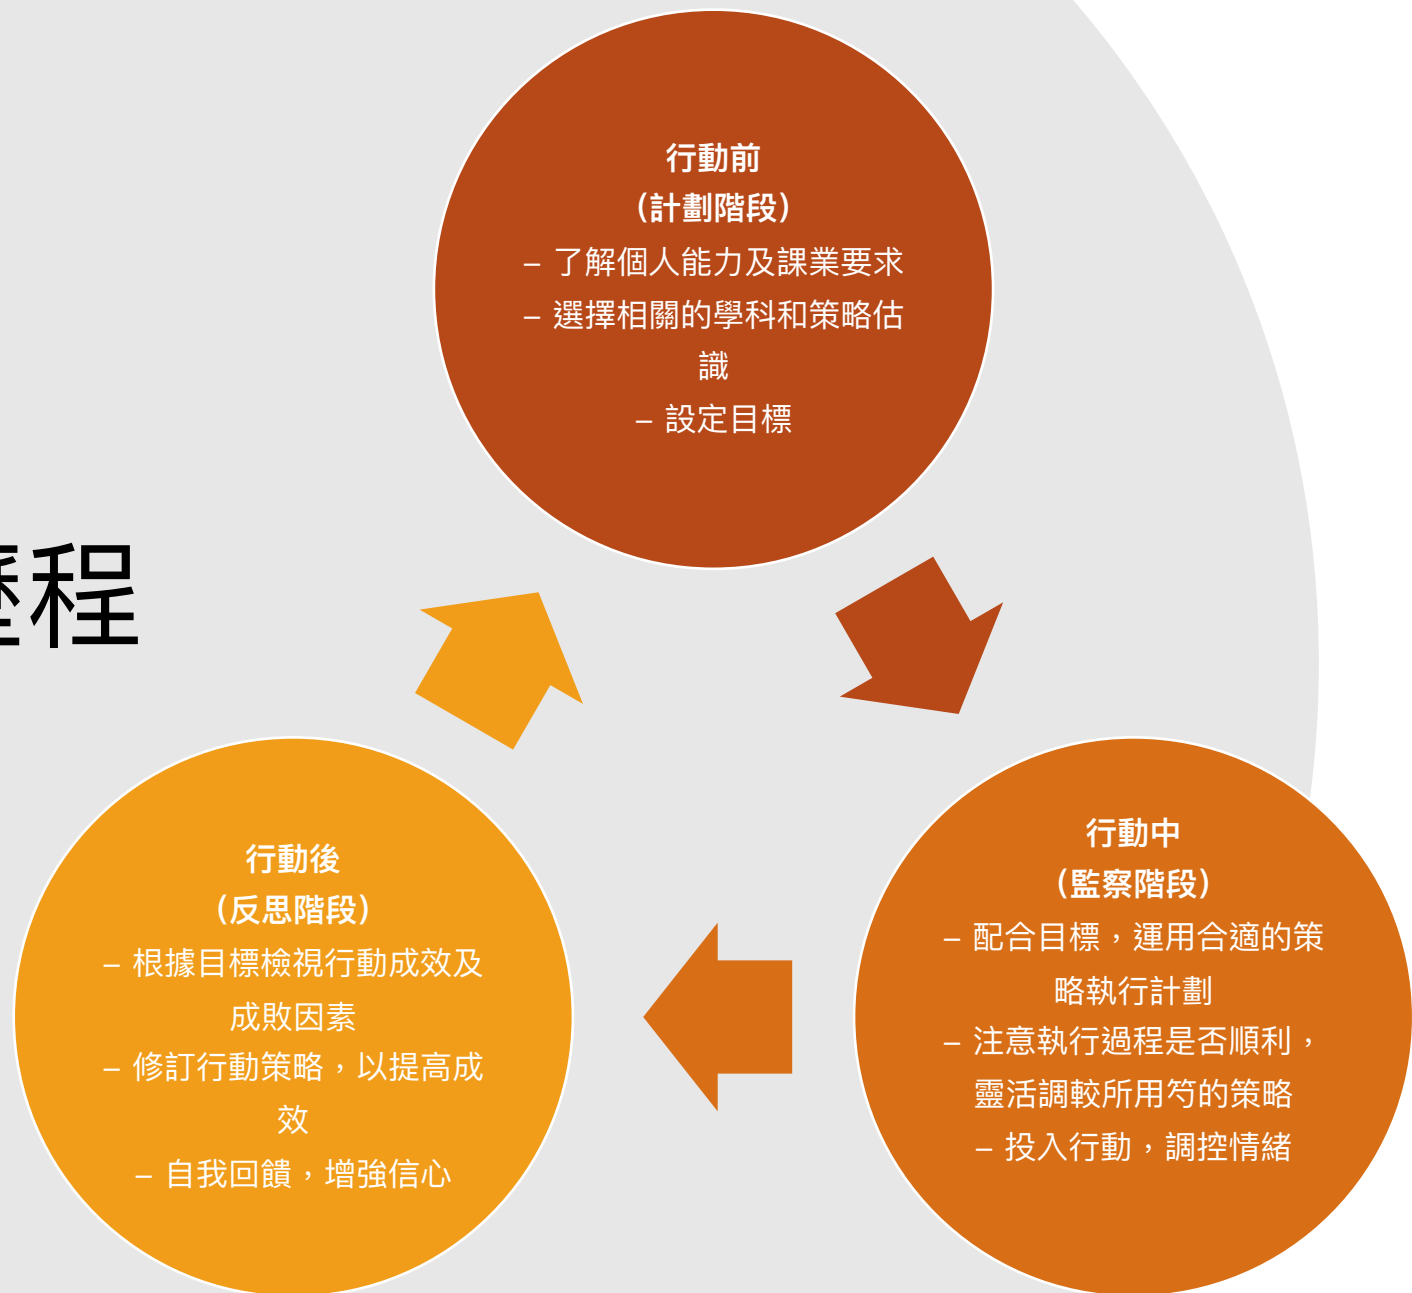 行動前
（計劃階段）
– 了解個人能力及課業要求
– 選擇相關的學科和策略估
識
– 設定目標
歷程
行動中
（監察階段）
– 配合目標，運用合適的策
略執行計劃
– 注意執行過程是否順利，
靈活調較所用芍的策略
– 投入行動，調控情緒
行動後
（反思階段）
– 根據目標檢視行動成效及
成敗因素
– 修訂行動策略，以提高成
效
– 自我回饋，增強信心